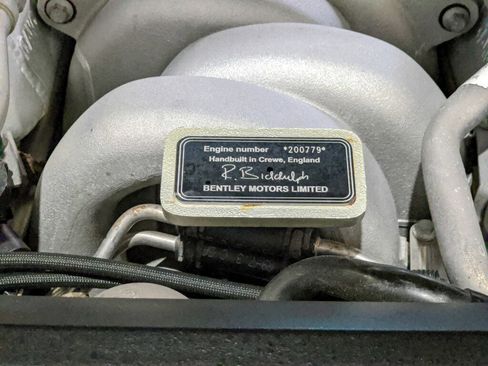 Engine number *200779*
Handbuilt in Crewe, England
R. Biddulph
BENTLEY MOTORS LIMITED